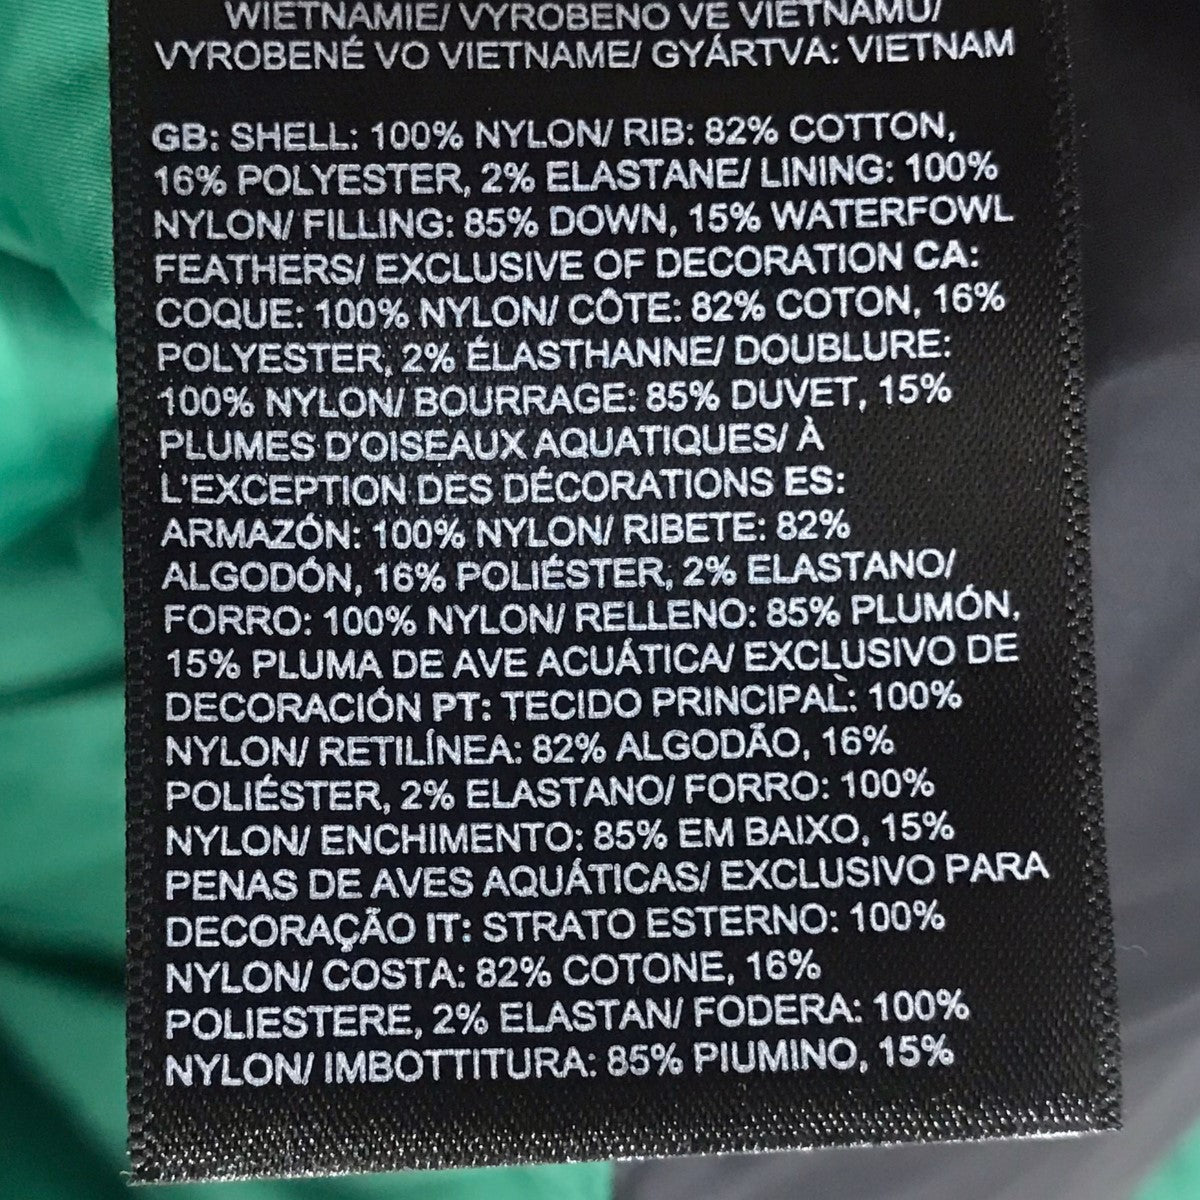 WIETNAMIE/ VYROBENO VE VIETNAMU/
VYROBENÉ VO VIETNAME/ GYÁRTVA: VIETNAM
GB: SHELL: 100% NYLON/ RIB: 82% COTTON,
16% POLYESTER, 2% ELASTANE/ LINING: 100%
NYLON/ FILLING: 85% DOWN, 15% WATERFOWL
FEATHERS/ EXCLUSIVE OF DECORATION CA:
COQUE: 100% NYLON/ CÔTE: 82% COTON, 16%
POLYESTER, 2% ÉLASTHANNE/ DOUBLURE:
100% NYLON/ BOURRAGE: 85% DUVET, 15%
PLUMES D'OISEAUX AQUATIQUES/ À
L'EXCEPTION DES DÉCORATIONS ES:
ARMAZÓN: 100% NYLON/ RIBETE: 82%
ALGODÓN, 16% POLIÉSTER, 2% ELASTANO/
FORRO: 100% NYLON/ RELLENO: 85% PLUMÓN,
15% PLUMA DE AVE ACUÁTICA/ EXCLUSIVO DE
DECORACIÓN PT: TECIDO PRINCIPAL: 100%
NYLON/ RETILÍNEA: 82% ALGODÃO, 16%
POLIÉSTER, 2% ELASTANO/ FORRO: 100%
NYLON/ ENCHIMENTO: 85% EM BAIXO, 15%
PENAS DE AVES AQUÁTICAS/ EXCLUSIVO PARA
DECORAÇÃO IT: STRATO ESTERNO: 100%
NYLON/ COSTA: 82% COTONE, 16%
POLIESTERE, 2% ELASTAN/ FODERA: 100%
NYLON/ IMBOTTITURA: 85% PIUMINO, 15%